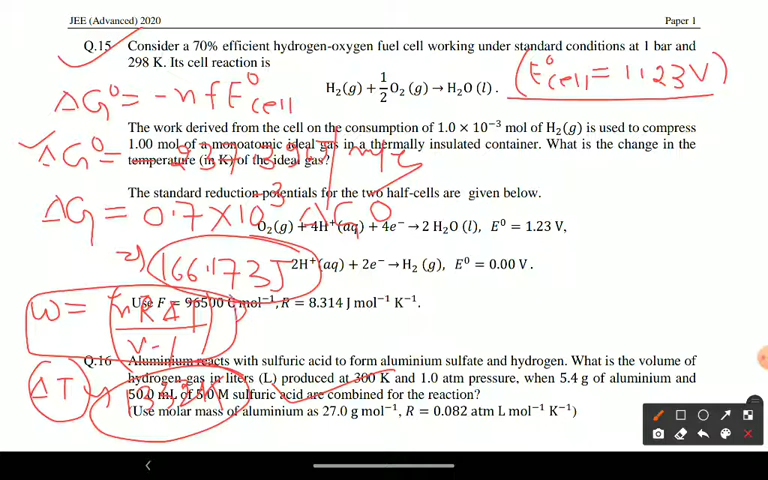 JEE (Advanced) 2020 Paper 1
Q.15 Consider a 70% efficient hydrogen-oxygen fuel cell working under standard conditions at 1 bar and
298 K. Its cell reaction is
(E°cell = 1.23V)
H₂(g) + 1/2 O₂(g) → H₂O (l).
ΔG° = -nfE°cell
The work derived from the cell on the consumption of 1.0 × 10⁻³ mol of H₂(g) is used to compress
1.00 mol of a monoatomic ideal gas in a thermally insulated container. What is the change in the
ΔG° =
temperature (in K) of the ideal gas?
The standard reduction potentials for the two half-cells are given below.
ΔG = 0.7 × 10³ ΔG°
O₂(g) + 4H⁺(aq) + 4e⁻ → 2 H₂O (l), E⁰ = 1.23 V,
166.173J
2H⁺(aq) + 2e⁻ → H₂ (g), E⁰ = 0.00 V.
W = nRΔT
Use F = 96500 C mol⁻¹, R = 8.314 J mol⁻¹ K⁻¹.
γ-1
Q.16 Aluminium reacts with sulfuric acid to form aluminium sulfate and hydrogen. What is the volume of
hydrogen gas in liters (L) produced at 300 K and 1.0 atm pressure, when 5.4 g of aluminium and
ΔT
50.0 mL of 5.0 M sulfuric acid are combined for the reaction?
(Use molar mass of aluminium as 27.0 g mol⁻¹, R = 0.082 atm L mol⁻¹ K⁻¹)